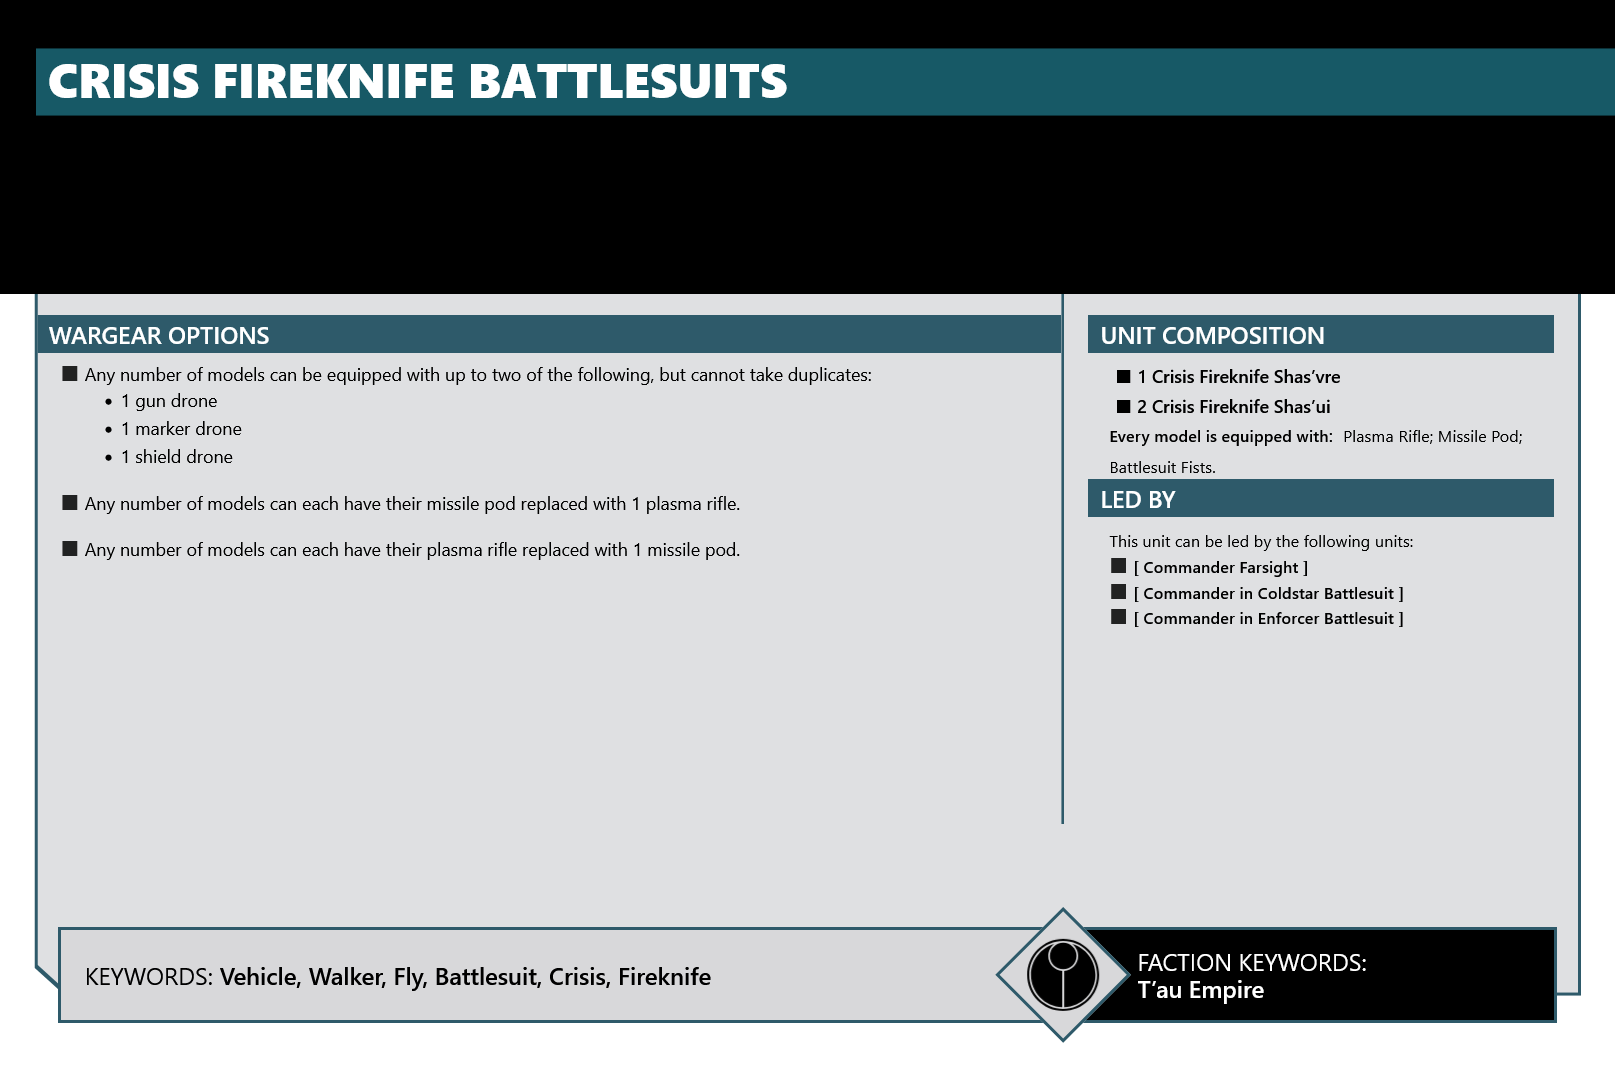 CRISIS FIREKNIFE BATTLESUITS
WARGEAR OPTIONS
■ Any number of models can be equipped with up to two of the following, but cannot take duplicates:
• 1 gun drone
• 1 marker drone
• 1 shield drone
■ Any number of models can each have their missile pod replaced with 1 plasma rifle.
■ Any number of models can each have their plasma rifle replaced with 1 missile pod.
UNIT COMPOSITION
■ 1 Crisis Fireknife Shas’vre
■ 2 Crisis Fireknife Shas’ui
Every model is equipped with: Plasma Rifle; Missile Pod;
Battlesuit Fists.
LED BY
This unit can be led by the following units:
■ [ Commander Farsight ]
■ [ Commander in Coldstar Battlesuit ]
■ [ Commander in Enforcer Battlesuit ]
KEYWORDS: Vehicle, Walker, Fly, Battlesuit, Crisis, Fireknife
FACTION KEYWORDS:
T’au Empire